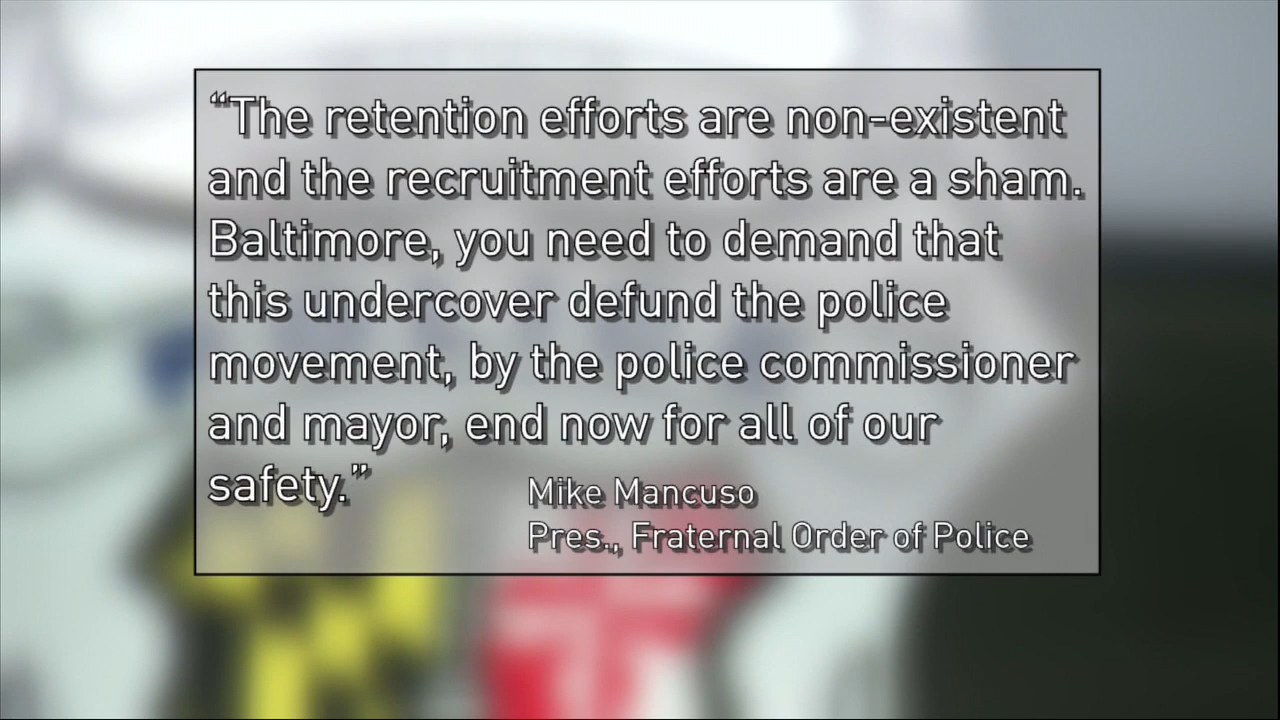 “The retention efforts are non-existent
and the recruitment efforts are a sham.
Baltimore, you need to demand that
this undercover defund the police
movement, by the police commissioner
and mayor, end now for all of our
safety.”
Mike Mancuso
Pres., Fraternal Order of Police